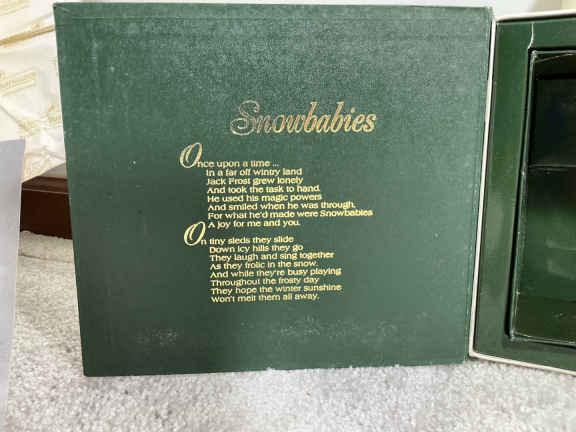 Snowbabies
Once upon a time ...
In a far off wintry land
Jack Frost grew lonely
And took the task to hand.
He used his magic powers
And smiled when he was through,
For what he'd made were Snowbabies
A joy for me and you.
On tiny sleds they slide
Down icy hills they go
They laugh and sing together
As they frolic in the snow.
And while they're busy playing
Throughout the frosty day
They hope the winter sunshine
Won't melt them all away.